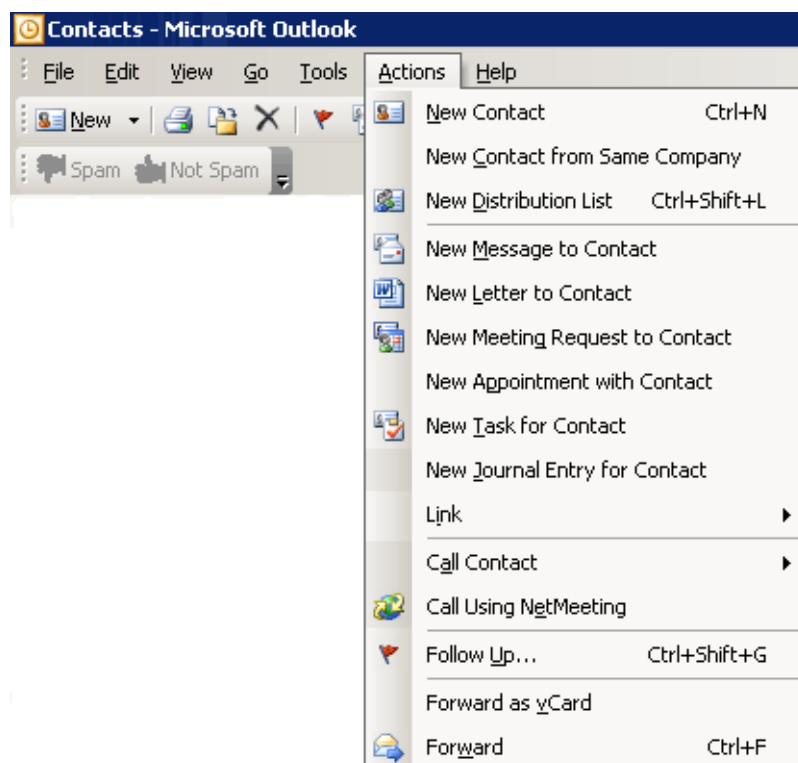 Contacts - Microsoft Outlook
File Edit View Go Tools Actions Help
New
Spam Not Spam
New Contact Ctrl+N
New Contact from Same Company
New Distribution List Ctrl+Shift+L
New Message to Contact
New Letter to Contact
New Meeting Request to Contact
New Appointment with Contact
New Task for Contact
New Journal Entry for Contact
Link
Call Contact
Call Using NetMeeting
Follow Up... Ctrl+Shift+G
Forward as vCard
Forward Ctrl+F